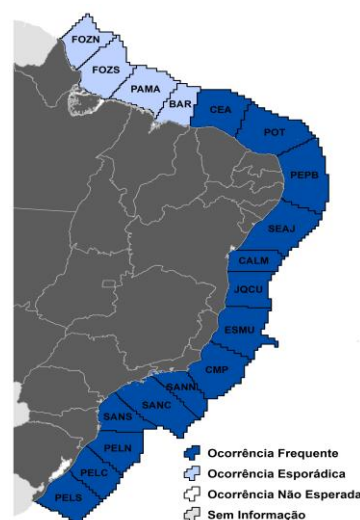 FOZN
FOZS
PAMA
BAR
CEA
POT
PEPB
SEAJ
CALM
JQCU
ESMU
CMP
BANN
SANC
SANS
PELN
PELC
PELS
Ocorrência Frequente
Ocorrência Esporádica
Ocorrência Não Esperada
Sem Informação